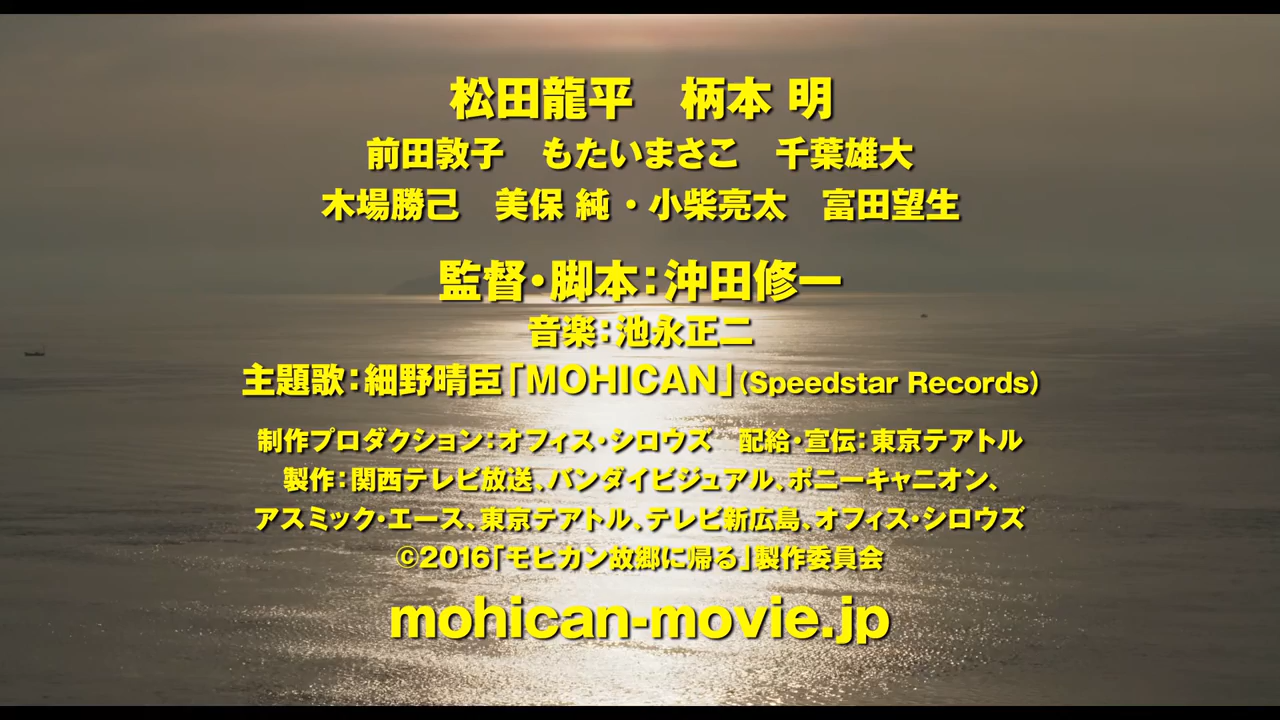 松田龍平　柄本 明
前田敦子　もたいまさこ　千葉雄大
木場勝己　美保 純・小柴亮太　富田望生
監督・脚本：沖田修一
音楽：池永正二
主題歌：細野晴臣「MOHICAN」(Speedstar Records)
制作プロダクション：オフィス・シロウズ　配給・宣伝：東京テアトル
製作：関西テレビ放送、バンダイビジュアル、ポニーキャニオン、
アスミック・エース、東京テアトル、テレビ新広島、オフィス・シロウズ
©2016「モヒカン故郷に帰る」製作委員会
mohican-movie.jp